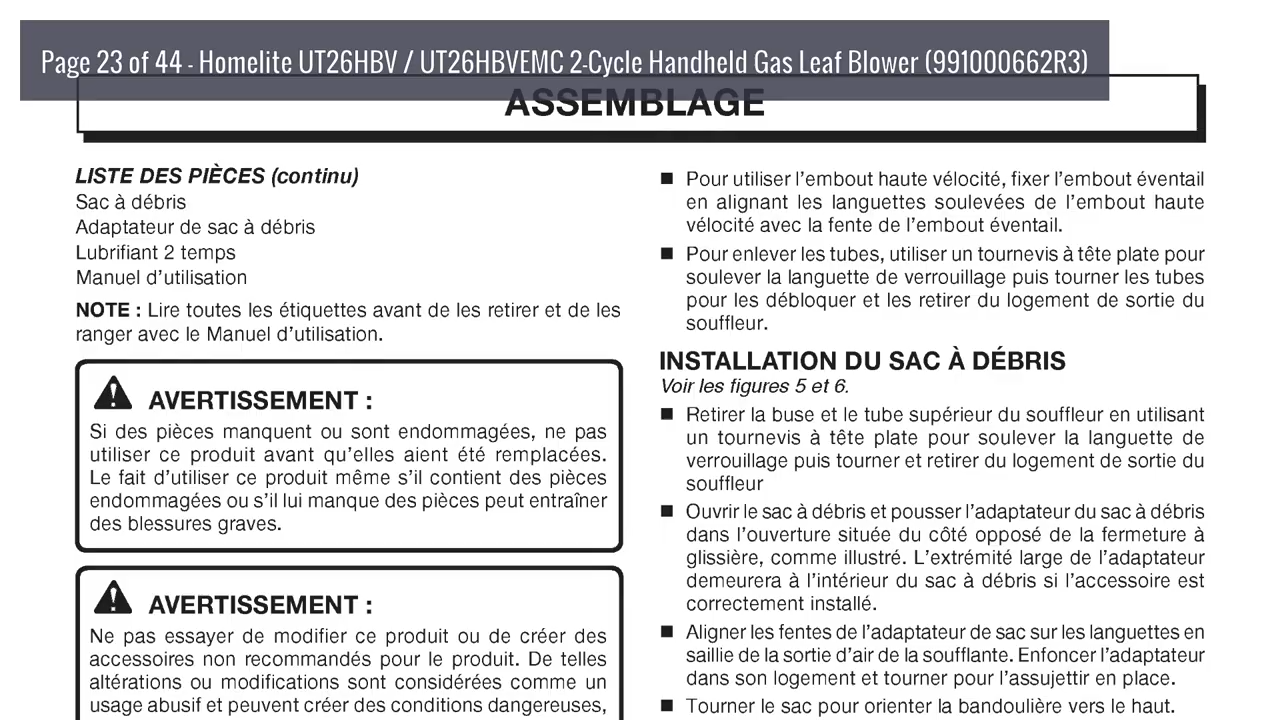 Page 23 of 44 - Homelite UT26HBV / UT26HBVEMC 2-Cycle Handheld Gas Leaf Blower (991000662R3)
ASSEMBLAGE
LISTE DES PIÈCES (continu)
Sac à débris
Adaptateur de sac à débris
Lubrifiant 2 temps
Manuel d'utilisation
NOTE : Lire toutes les étiquettes avant de les retirer et de les
ranger avec le Manuel d'utilisation.
AVERTISSEMENT :
Si des pièces manquent ou sont endommagées, ne pas
utiliser ce produit avant qu'elles aient été remplacées.
Le fait d'utiliser ce produit même s'il contient des pièces
endommagées ou s'il lui manque des pièces peut entraîner
des blessures graves.
AVERTISSEMENT :
Ne pas essayer de modifier ce produit ou de créer des
accessoires non recommandés pour le produit. De telles
altérations ou modifications sont considérées comme un
usage abusif et peuvent créer des conditions dangereuses,
■ Pour utiliser l'embout haute vélocité, fixer l'embout éventail
en alignant les languettes soulevées de l'embout haute
vélocité avec la fente de l'embout éventail.
■ Pour enlever les tubes, utiliser un tournevis à tête plate pour
soulever la languette de verrouillage puis tourner les tubes
pour les débloquer et les retirer du logement de sortie du
souffleur.
INSTALLATION DU SAC À DÉBRIS
Voir les figures 5 et 6.
■ Retirer la buse et le tube supérieur du souffleur en utilisant
un tournevis à tête plate pour soulever la languette de
verrouillage puis tourner et retirer du logement de sortie du
souffleur
■ Ouvrir le sac à débris et pousser l'adaptateur du sac à débris
dans l'ouverture située du côté opposé de la fermeture à
glissière, comme illustré. L'extrémité large de l'adaptateur
demeurera à l'intérieur du sac à débris si l'accessoire est
correctement installé.
■ Aligner les fentes de l'adaptateur de sac sur les languettes en
saillie de la sortie d'air de la soufflante. Enfoncer l'adaptateur
dans son logement et tourner pour l'assujettir en place.
■ Tourner le sac pour orienter la bandoulière vers le haut.